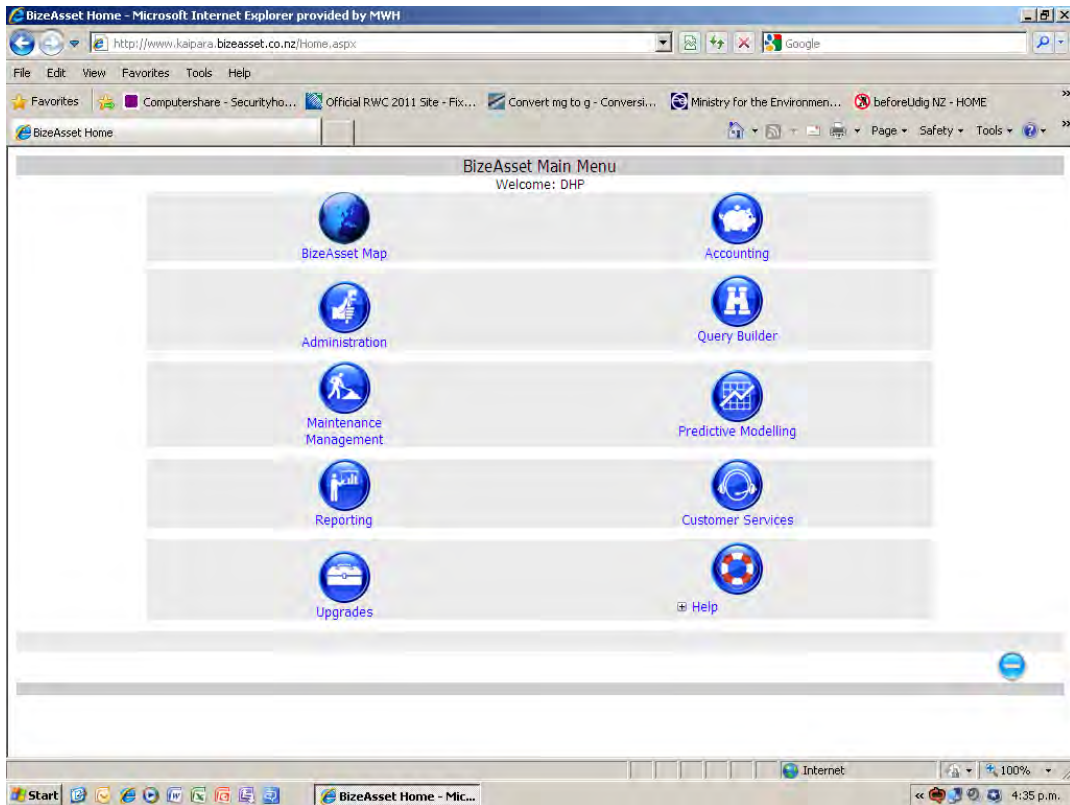 BizeAsset Home - Microsoft Internet Explorer provided by MWH
http://www.kaipara.bizeasset.co.nz/Home.aspx
Google
File Edit View Favorites Tools Help
Favorites Computershare - Securityho... Official RWC 2011 Site - Fix... Convert mg to g - Conversi... Ministry for the Environmen... beforeUdig NZ - HOME »
BizeAsset Home
Page Safety Tools »
BizeAsset Main Menu
Welcome: DHP
BizeAsset Map
Accounting
Administration
Query Builder
Maintenance
Management
Predictive Modelling
Reporting
Customer Services
Upgrades
Help
Internet
100%
Start
BizeAsset Home - Mic...
« 4:35 p.m.